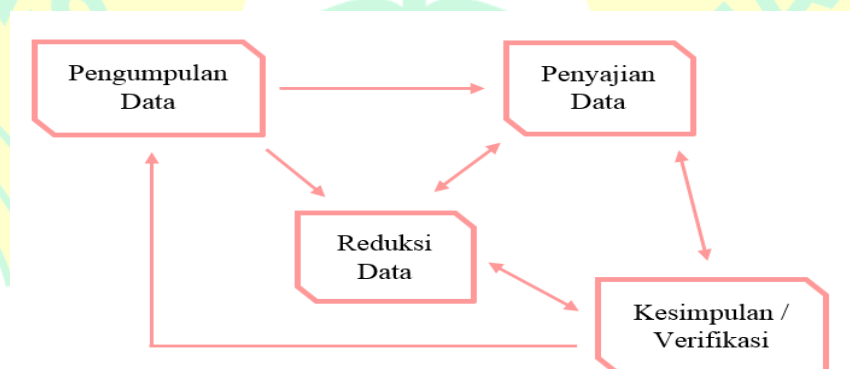 Pengumpulan
Data
Penyajian
Data
Reduksi
Data
Kesimpulan /
Verifikasi